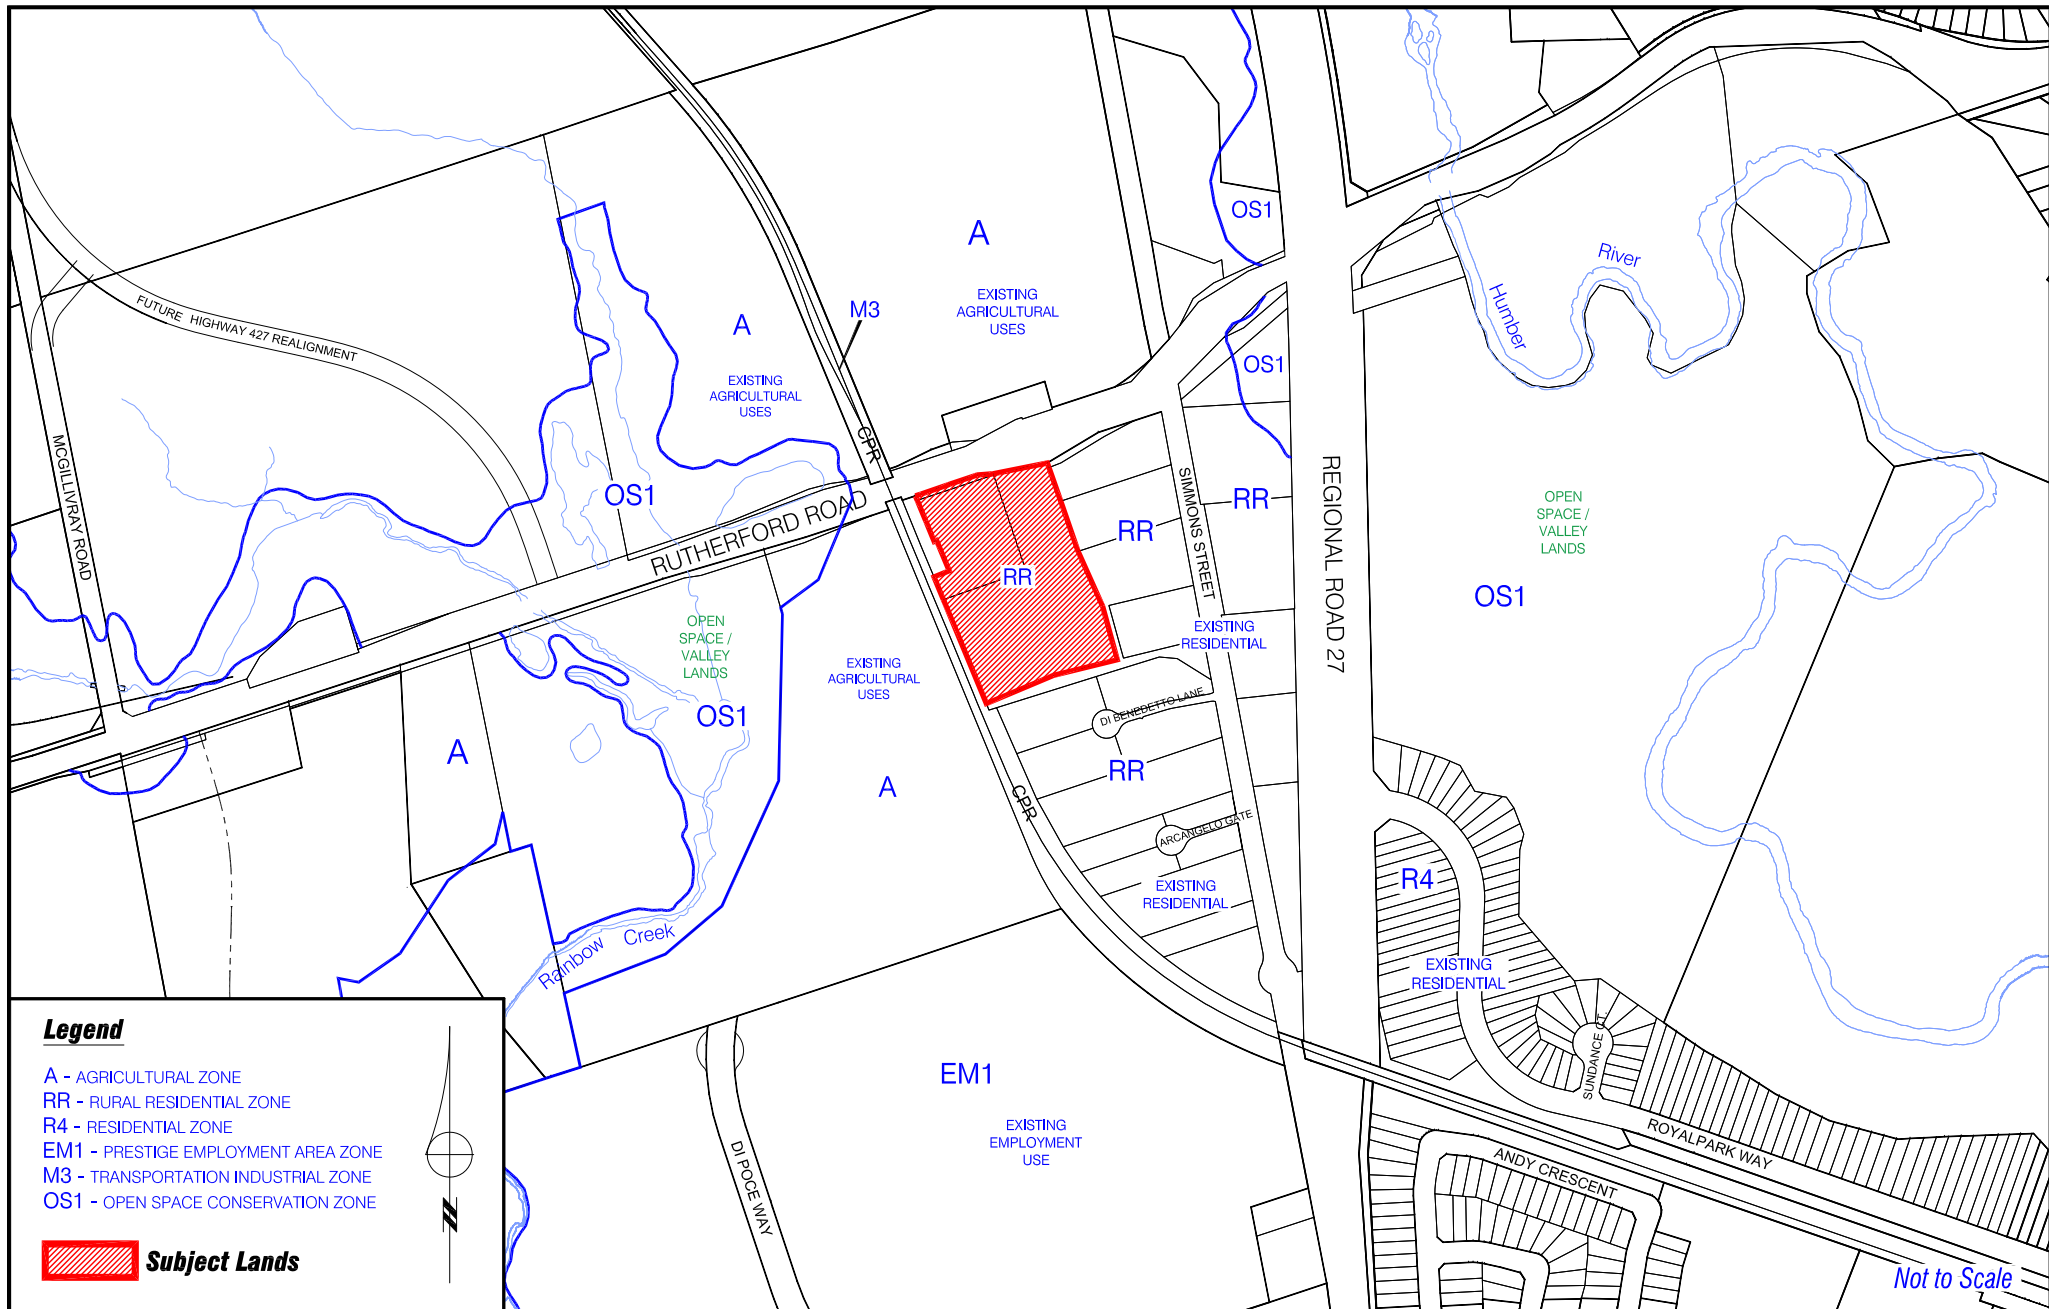 OS1
A
River
EXISTING
AGRICULTURAL
USES
Humber
FUTURE HIGHWAY 427 REALIGNMENT
M3
A
OS1
EXISTING
AGRICULTURAL
USES
CPR
MCGILLIVRAY ROAD
OS1
RUTHERFORD ROAD
SIMMONS STREET
RR
RR
REGIONAL ROAD 27
OPEN
SPACE /
VALLEY
LANDS
RR
OS1
OPEN
SPACE /
VALLEY
LANDS
EXISTING
RESIDENTIAL
EXISTING
AGRICULTURAL
USES
OS1
DI BENEDETTO LANE
A
RR
A
CPR
ARCANGELO GATE
R4
EXISTING
RESIDENTIAL
Rainbow Creek
EXISTING
RESIDENTIAL
SUNDANCE CT.
EM1
EXISTING
EMPLOYMENT
USE
DI POCE WAY
ROYALPARK WAY
ANDY CRESCENT
Legend
A - AGRICULTURAL ZONE
RR - RURAL RESIDENTIAL ZONE
R4 - RESIDENTIAL ZONE
EM1 - PRESTIGE EMPLOYMENT AREA ZONE
M3 - TRANSPORTATION INDUSTRIAL ZONE
OS1 - OPEN SPACE CONSERVATION ZONE
N
Subject Lands
Not to Scale